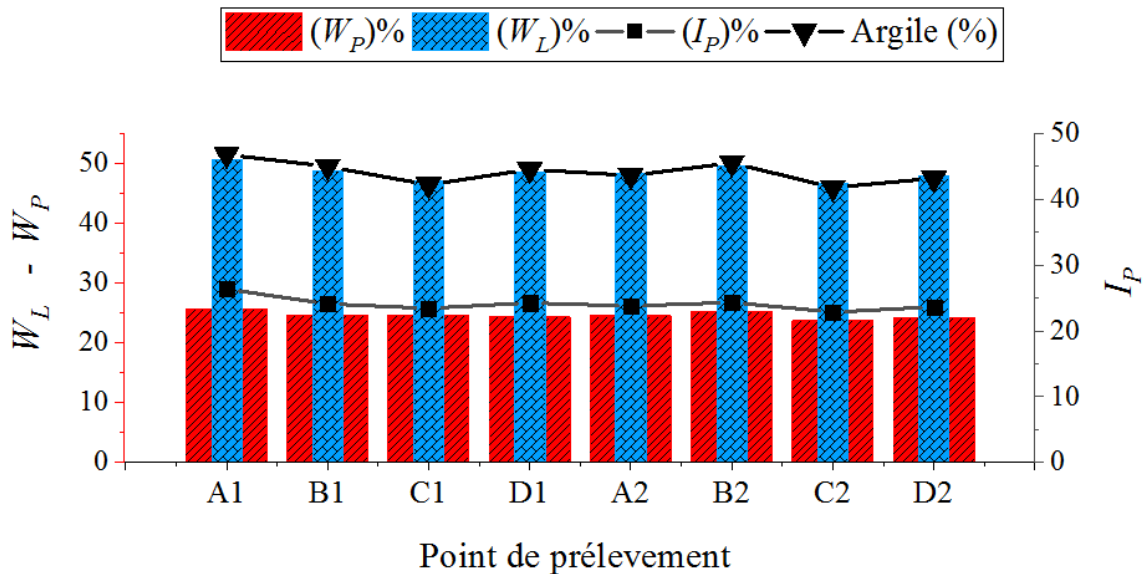 (W_P)% (W_L)% (I_P)% Argile (%)
W_L - W_P
50
40
30
20
10
0
50
40
30
20
10
0
I_P
A1 B1 C1 D1 A2 B2 C2 D2
Point de prélevement